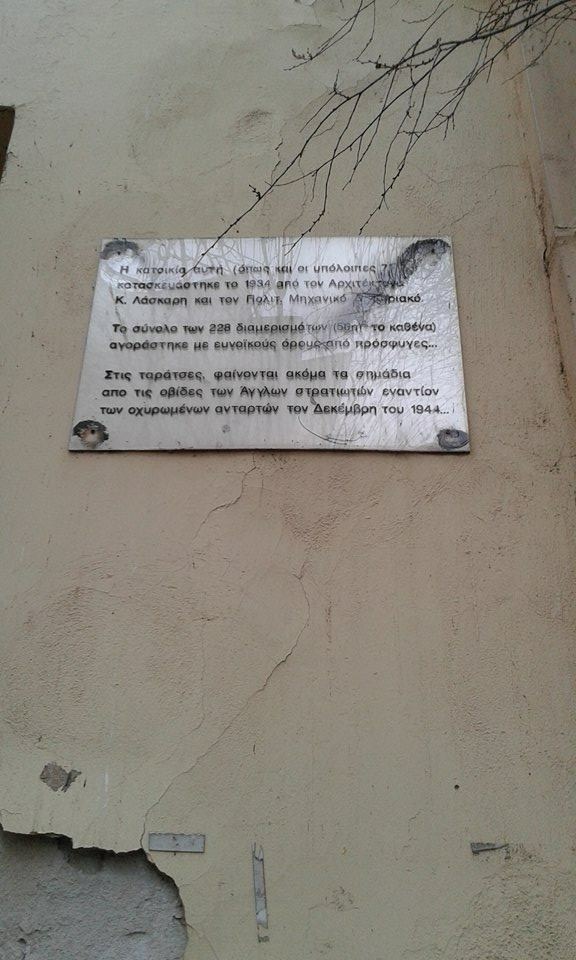 Η κατοικία αυτή (όπως και οι υπόλοιπες
κατασκευάστηκε το 1934 από τον Αρχιτέκτονα
Κ. Λάσκαρη και τον Πολιτ. Μηχανικό
Το σύνολο των 228 διαμερισμάτων (50m² το καθένα)
αγοράστηκε με ευνοϊκούς όρους από πρόσφυγες...
Στις ταράτσες, φαίνονται ακόμα τα σημάδια
απο τις οβίδες των Άγγλων στρατιωτών εναντίον
των οχυρωμένων ανταρτών τον Δεκέμβρη του 1944...